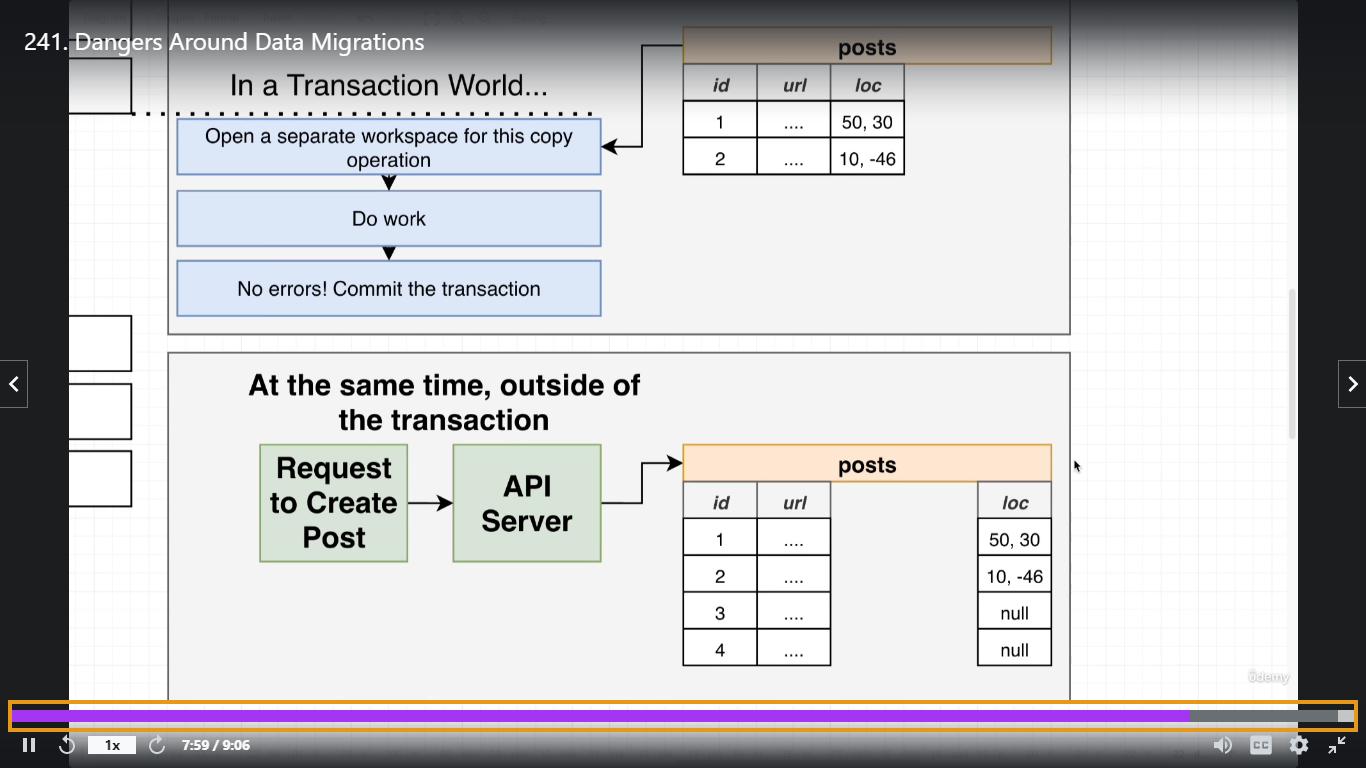 241. Dangers Around Data Migrations
In a Transaction World...
Open a separate workspace for this copy
operation
Do work
No errors! Commit the transaction
posts
id url loc
1 .... 50, 30
2 .... 10, -46
At the same time, outside of
the transaction
Request
to Create
Post
API
Server
posts
id url loc
1 .... 50, 30
2 .... 10, -46
3 .... null
4 .... null
ûdemy
1x
7:59 / 9:06
CC